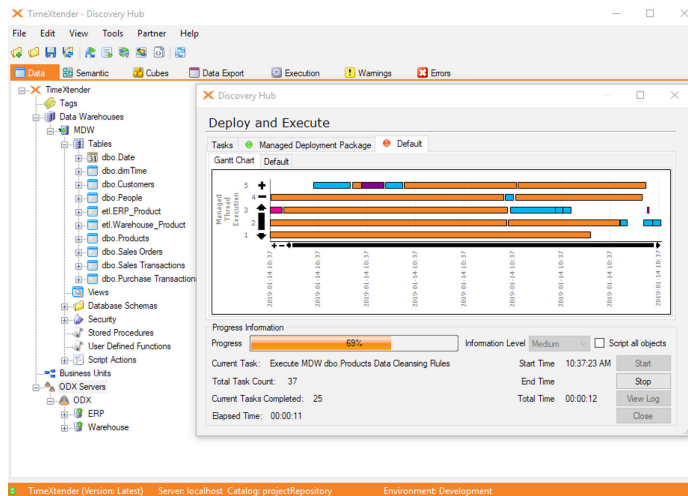 TimeXtender - Discovery Hub
File Edit View Tools Partner Help
Data Semantic Cubes Data Export Execution Warnings Errors
TimeXtender
Tags
Data Warehouses
MDW
Tables
dbo.Date
dbo.dimTime
dbo.Customers
dbo.People
etl.ERP_Product
etl.Warehouse_Product
dbo.Products
dbo.Sales Orders
dbo.Sales Transactions
dbo.Purchase Transaction
Views
Database Schemas
Security
Stored Procedures
User Defined Functions
Script Actions
Business Units
ODX Servers
ODX
ERP
Warehouse
Discovery Hub
Deploy and Execute
Tasks Managed Deployment Package Default
Gantt Chart Default
Managed
Thread
Execution
5
4
3
2
1
2019-01-14 10:37
2019-01-14 10:37
2019-01-14 10:37
2019-01-14 10:37
2019-01-14 10:37
2019-01-14 10:37
2019-01-14 10:37
2019-01-14 10:37
2019-01-14 10:37
Progress Information
Progress 69% Information Level Medium Script all objects
Current Task: Execute MDW dbo.Products Data Cleansing Rules Start Time 10:37:23 AM Start
Total Task Count: 37 End Time Stop
Current Tasks Completed: 25 Total Time 00:00:12 View Log
Elapsed Time: 00:00:11 Close
TimeXtender (Version: Latest) Server: localhost Catalog: projectRepository Environment: Development